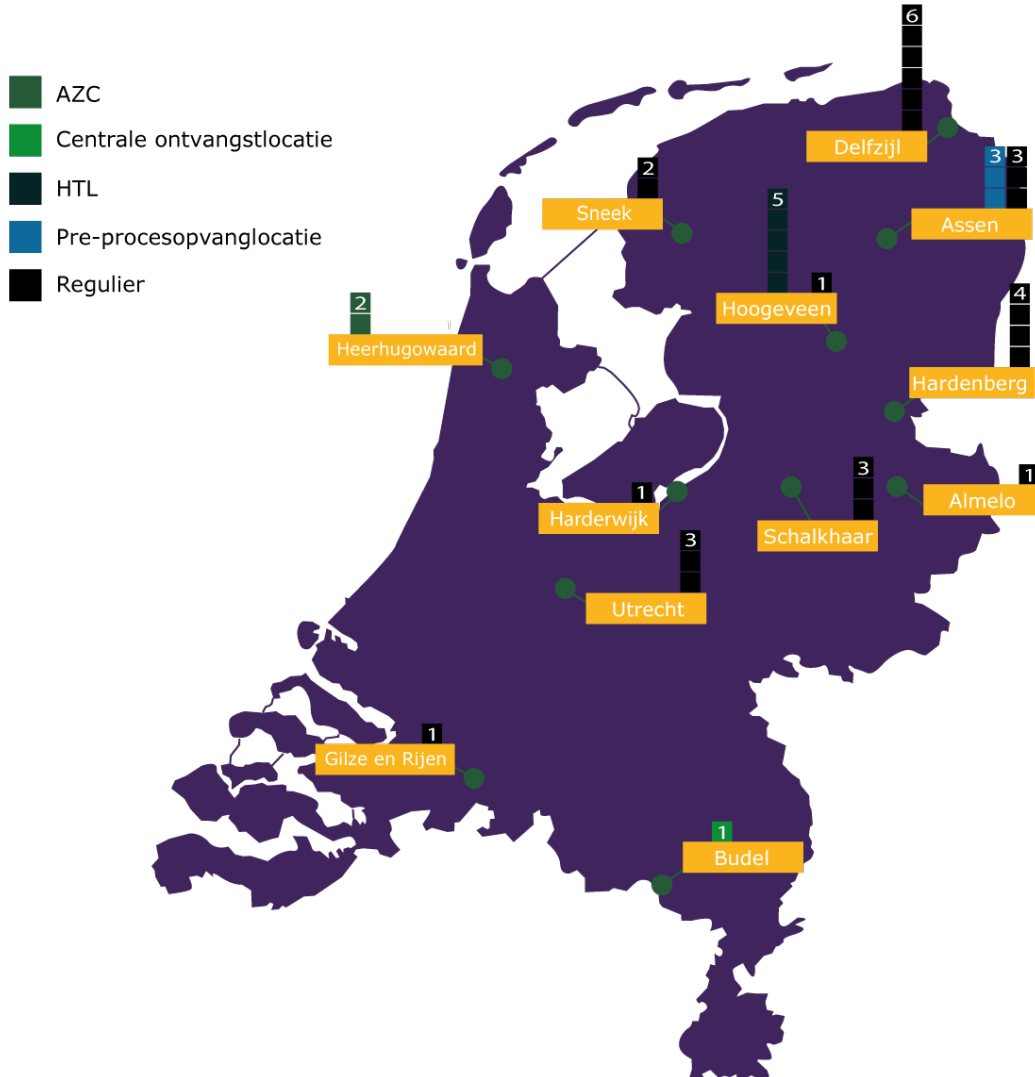 AZC
Centrale ontvangstlocatie
HTL
Pre-procesopvanglocatie
Regulier
6
Delfzijl
3 3
Assen
2
Sneek
5
1
Hoogeveen
2
Heerhugowaard
4
Hardenberg
1
Almelo
3
Schalkhaar
1
Harderwijk
3
Utrecht
1
Gilze en Rijen
1
Budel